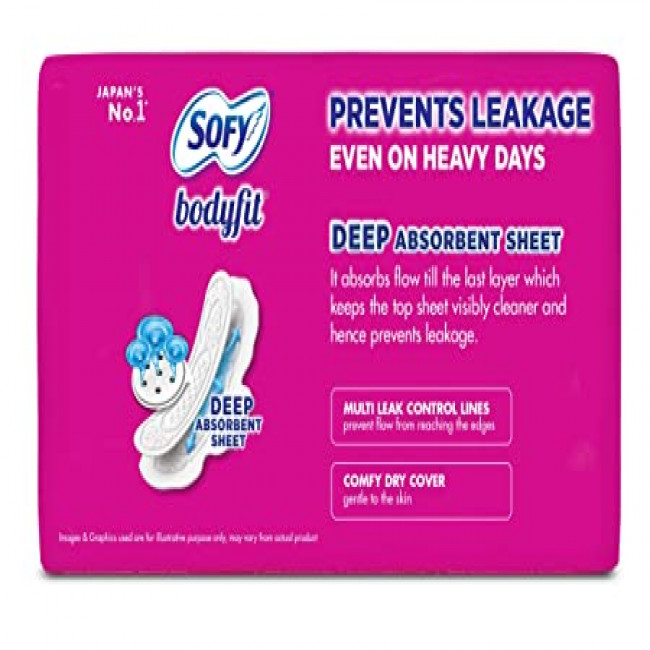 JAPAN'S
No.1*
SOFY®
bodyfit®
PREVENTS LEAKAGE
EVEN ON HEAVY DAYS
DEEP ABSORBENT SHEET
It absorbs flow till the last layer which
keeps the top sheet visibly cleaner and
hence prevents leakage.
DEEP
ABSORBENT
SHEET
MULTI LEAK CONTROL LINES
prevent flow from reaching the edges
COMFY DRY COVER
gentle to the skin
Images & Graphics used are for illustrative purpose only, may vary from actual product